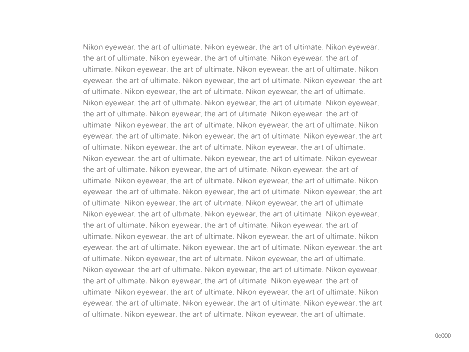 Nikon eyewear, the art of ultimate. Nikon eyewear, the art of ultimate. Nikon eyewear,
the art of ultimate. Nikon eyewear, the art of ultimate. Nikon eyewear, the art of
ultimate. Nikon eyewear, the art of ultimate. Nikon eyewear, the art of ultimate. Nikon
eyewear, the art of ultimate. Nikon eyewear, the art of ultimate. Nikon eyewear, the art
of ultimate. Nikon eyewear, the art of ultimate. Nikon eyewear, the art of ultimate.
Nikon eyewear, the art of ultimate. Nikon eyewear, the art of ultimate. Nikon eyewear,
the art of ultimate. Nikon eyewear, the art of ultimate. Nikon eyewear, the art of
ultimate. Nikon eyewear, the art of ultimate. Nikon eyewear, the art of ultimate. Nikon
eyewear, the art of ultimate. Nikon eyewear, the art of ultimate. Nikon eyewear, the art
of ultimate. Nikon eyewear, the art of ultimate. Nikon eyewear, the art of ultimate.
Nikon eyewear, the art of ultimate. Nikon eyewear, the art of ultimate. Nikon eyewear,
the art of ultimate. Nikon eyewear, the art of ultimate. Nikon eyewear, the art of
ultimate. Nikon eyewear, the art of ultimate. Nikon eyewear, the art of ultimate. Nikon
eyewear, the art of ultimate. Nikon eyewear, the art of ultimate. Nikon eyewear, the art
of ultimate. Nikon eyewear, the art of ultimate. Nikon eyewear, the art of ultimate.
Nikon eyewear, the art of ultimate. Nikon eyewear, the art of ultimate. Nikon eyewear,
the art of ultimate. Nikon eyewear, the art of ultimate. Nikon eyewear, the art of
ultimate. Nikon eyewear, the art of ultimate. Nikon eyewear, the art of ultimate. Nikon
eyewear, the art of ultimate. Nikon eyewear, the art of ultimate. Nikon eyewear, the art
of ultimate. Nikon eyewear, the art of ultimate. Nikon eyewear, the art of ultimate.
Nikon eyewear, the art of ultimate. Nikon eyewear, the art of ultimate. Nikon eyewear,
the art of ultimate. Nikon eyewear, the art of ultimate. Nikon eyewear, the art of
ultimate. Nikon eyewear, the art of ultimate. Nikon eyewear, the art of ultimate. Nikon
eyewear, the art of ultimate. Nikon eyewear, the art of ultimate. Nikon eyewear, the art
of ultimate. Nikon eyewear, the art of ultimate. Nikon eyewear, the art of ultimate.